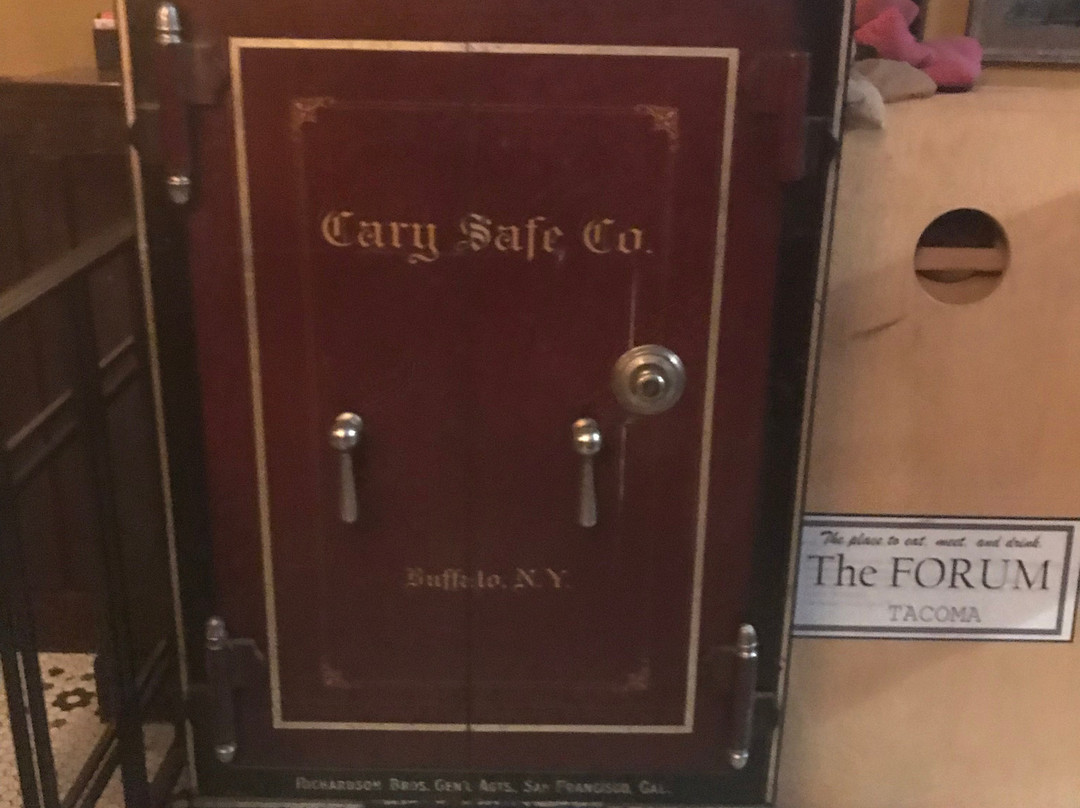 Cary Safe Co.
Buffalo, N.Y.
RICHARDSON BROS. GEN'L AGTS. SAN FRANCISCO, CAL.
The place to eat, meet, and drink.
The FORUM
TACOMA